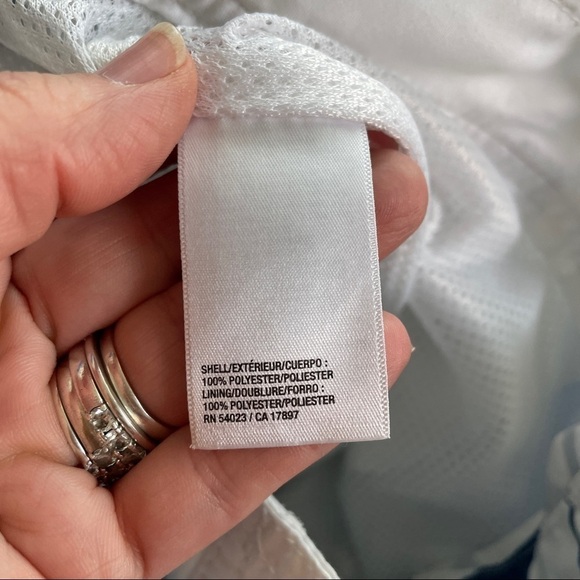 SHELL/EXTÉRIEUR/CUERPO :
100% POLYESTER/POLIESTER
LINING/DOUBLURE/FORRO :
100% POLYESTER/POLIESTER
RN 54023 / CA 17897